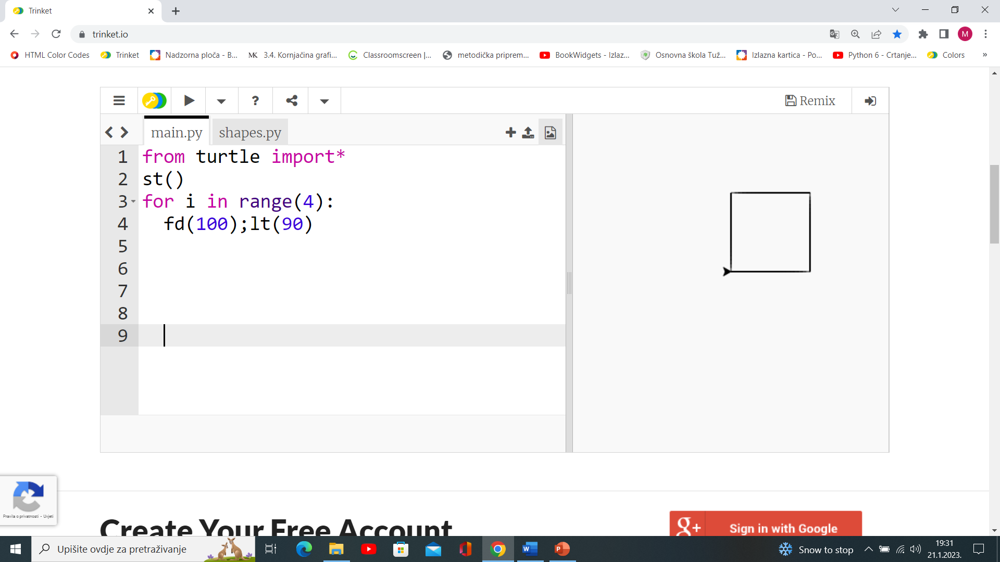 Trinket
trinket.io
M
HTML Color Codes Trinket Nadzorna ploča - B... MK 3.4. Kornjačina grafi... Classroomscreen |... metodička priprem... BookWidgets - Izlaz... Osnovna škola Tuž... Izlazna kartica - Po... Python 6 - Crtanje... Colors »
? Remix
main.py shapes.py
1 from turtle import*
2 st()
3 for i in range(4):
4 fd(100);lt(90)
5
6
7
8
9
Pravila o privatnosti - Uvjeti
Create Your Free Account
g+ Sign in with Google
Upišite ovdje za pretraživanje
W
P
Snow to stop
19:31
21.1.2023.